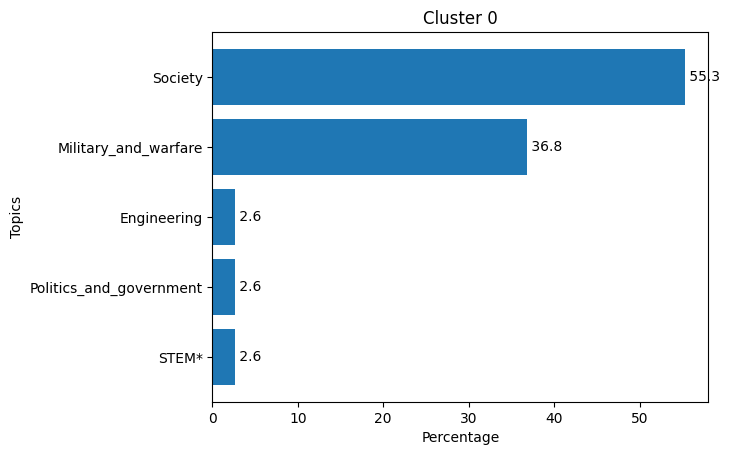 Cluster 0
Topics
Society 55.3
Military_and_warfare 36.8
Engineering 2.6
Politics_and_government 2.6
STEM* 2.6
0 10 20 30 40 50
Percentage